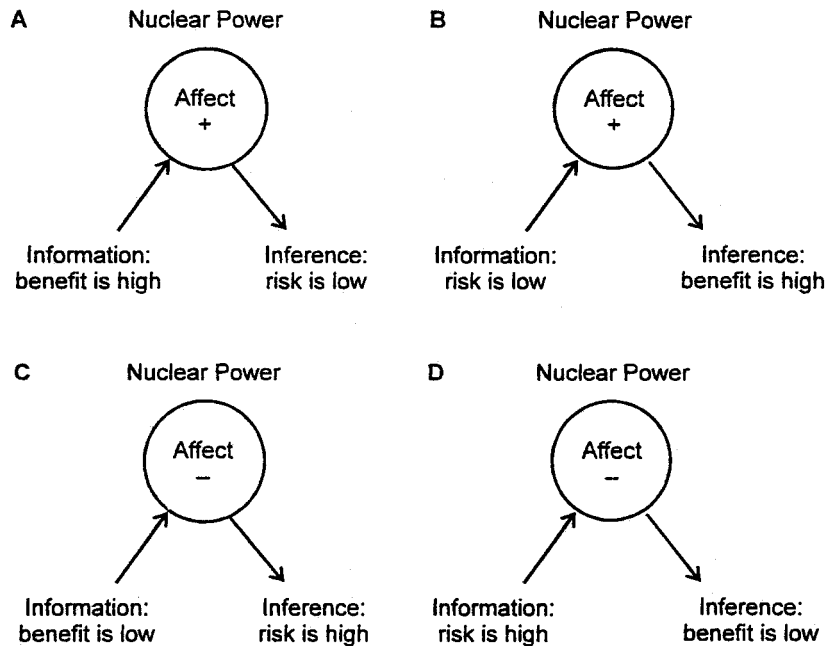 A Nuclear Power
Affect
+
Information:
benefit is high
Inference:
risk is low
B Nuclear Power
Affect
+
Information:
risk is low
Inference:
benefit is high
C Nuclear Power
Affect
–
Information:
benefit is low
Inference:
risk is high
D Nuclear Power
Affect
–
Information:
risk is high
Inference:
benefit is low